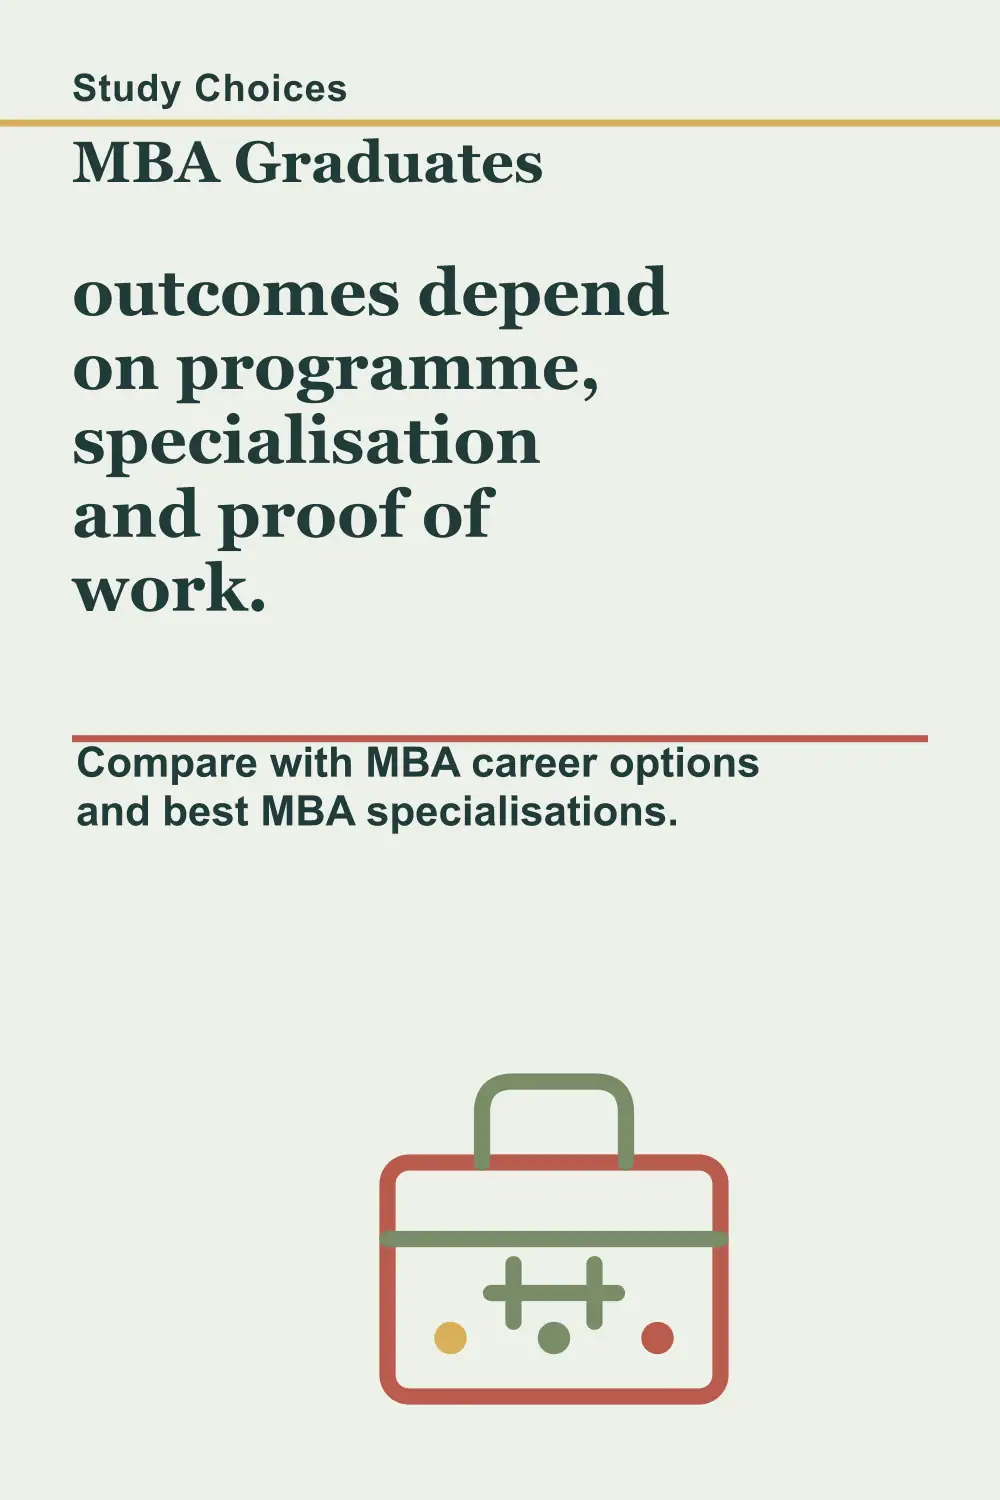 Study Choices
MBA Graduates
outcomes depend
on programme,
specialisation
and proof of
work.
Compare with MBA career options
and best MBA specialisations.